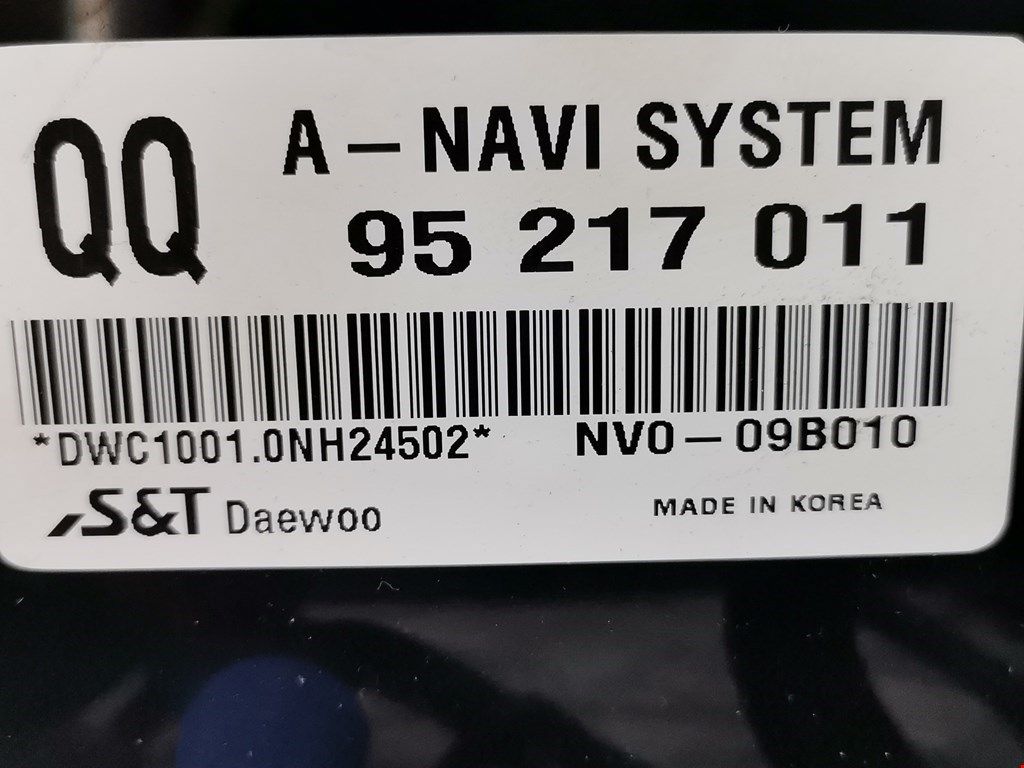 QQ A-NAVI SYSTEM
95 217 011
*DWC1001.0NH24502* NV0-09B010
S&T Daewoo MADE IN KOREA